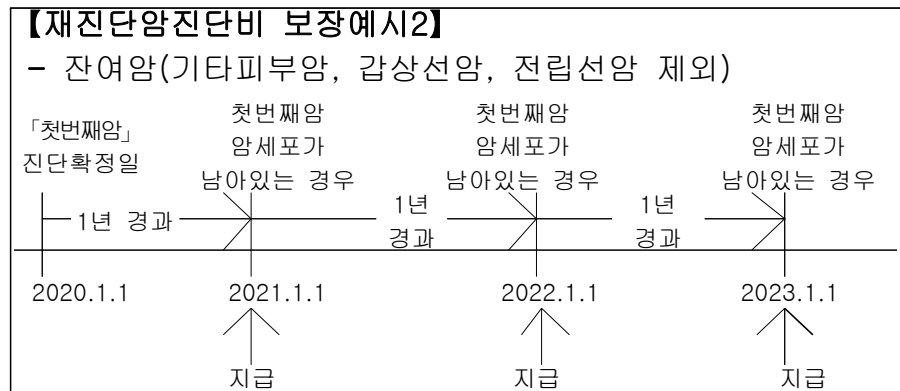 【재진단암진단비 보장예시2】
- 잔여암(기타피부암, 갑상선암, 전립선암 제외)
「첫번째암」
진단확정일
첫번째암
암세포가
남아있는 경우
첫번째암
암세포가
남아있는 경우
첫번째암
암세포가
남아있는 경우
1년 경과
1년
경과
1년
경과
2020.1.1
2021.1.1
2022.1.1
2023.1.1
지급
지급
지급